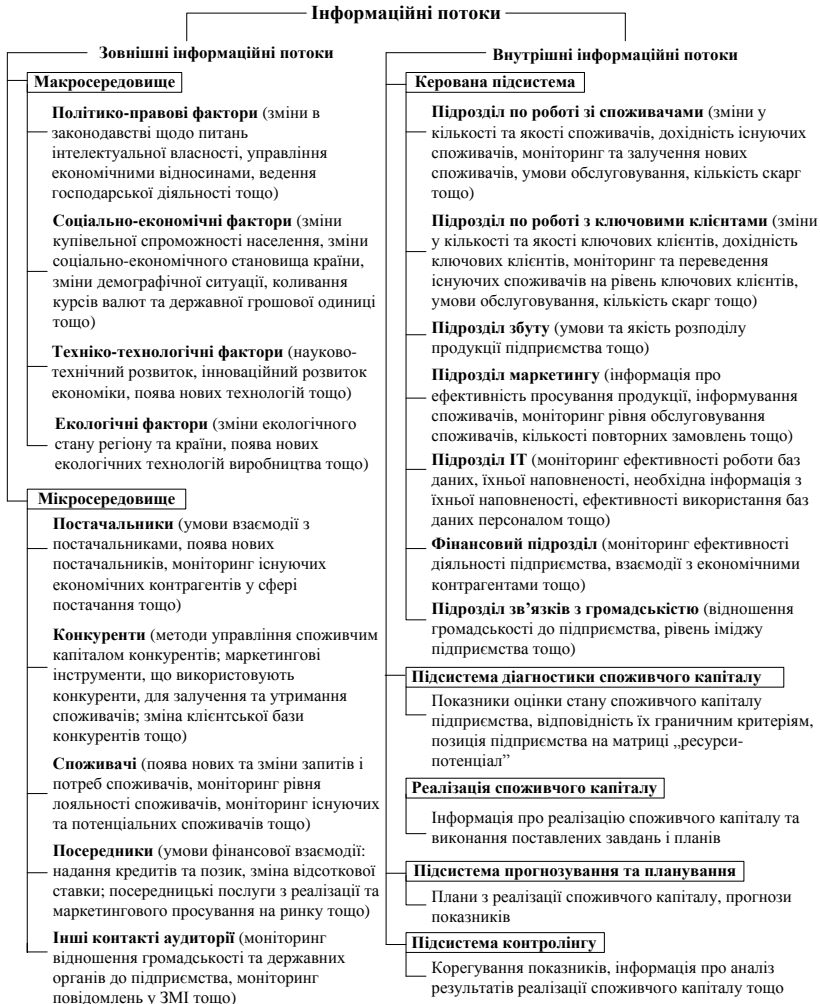 Інформаційні потоки
Зовнішні інформаційні потоки
Макросередовище
Політико-правові фактори (зміни в
законодавстві щодо питань
інтелектуальної власності, управління
економічними відносинами, ведення
господарської діяльності тощо)
Соціально-економічні фактори (зміни
купівельної спроможності населення, зміни
соціально-економічного становища країни,
зміни демографічної ситуації, коливання
курсів валют та державної грошової одиниці
тощо)
Техніко-технологічні фактори (науково-
технічний розвиток, інноваційний розвиток
економіки, поява нових технологій тощо)
Екологічні фактори (зміни екологічного
стану регіону та країни, поява нових
екологічних технологій виробництва тощо)
Мікросередовище
Постачальники (умови взаємодії з
постачальниками, поява нових
постачальників, моніторинг існуючих
економічних контрагентів у сфері
постачання тощо)
Конкуренти (методи управління споживчим
капіталом конкурентів; маркетингові
інструменти, що використовують
конкуренти, для залучення та утримання
споживачів; зміна клієнтської бази
конкурентів тощо)
Споживачі (поява нових та зміни запитів і
потреб споживачів, моніторинг рівня
лояльності споживачів, моніторинг існуючих
та потенціальних споживачів тощо)
Посередники (умови фінансової взаємодії:
надання кредитів та позик, зміна відсоткової
ставки; посередницькі послуги з реалізації та
маркетингового просування на ринку тощо)
Інші контакті аудиторії (моніторинг
відношення громадськості та державних
органів до підприємства, моніторинг
повідомлень у ЗМІ тощо)
Внутрішні інформаційні потоки
Керована підсистема
Підрозділ по роботі зі споживачами (зміни у
кількості та якості споживачів, дохідність існуючих
споживачів, моніторинг та залучення нових
споживачів, умови обслуговування, кількість скарг
тощо)
Підрозділ по роботі з ключовими клієнтами (зміни
у кількості та якості ключових клієнтів, дохідність
ключових клієнтів, моніторинг та переведення
існуючих споживачів на рівень ключових клієнтів,
умови обслуговування, кількість скарг тощо)
Підрозділ збуту (умови та якість розподілу
продукції підприємства тощо)
Підрозділ маркетингу (інформація про
ефективність просування продукції, інформування
споживачів, моніторинг рівня обслуговування
споживачів, кількості повторних замовлень тощо)
Підрозділ ІТ (моніторинг ефективності роботи баз
даних, їхньої наповненості, необхідна інформація з
їхньої наповненості, ефективності використання баз
даних персоналом тощо)
Фінансовий підрозділ (моніторинг ефективності
діяльності підприємства, взаємодії з економічними
контрагентами тощо)
Підрозділ зв'язків з громадськістю (відношення
громадськості до підприємства, рівень іміджу
підприємства тощо)
Підсистема діагностики споживчого капіталу
Показники оцінки стану споживчого капіталу
підприємства, відповідність їх граничним критеріям,
позиція підприємства на матриці „ресурси-
потенціал”
Реалізація споживчого капіталу
Інформація про реалізацію споживчого капіталу та
виконання поставлених завдань і планів
Підсистема прогнозування та планування
Плани з реалізації споживчого капіталу, прогнози
показників
Підсистема контролінгу
Корегування показників, інформація про аналіз
результатів реалізації споживчого капіталу тощо